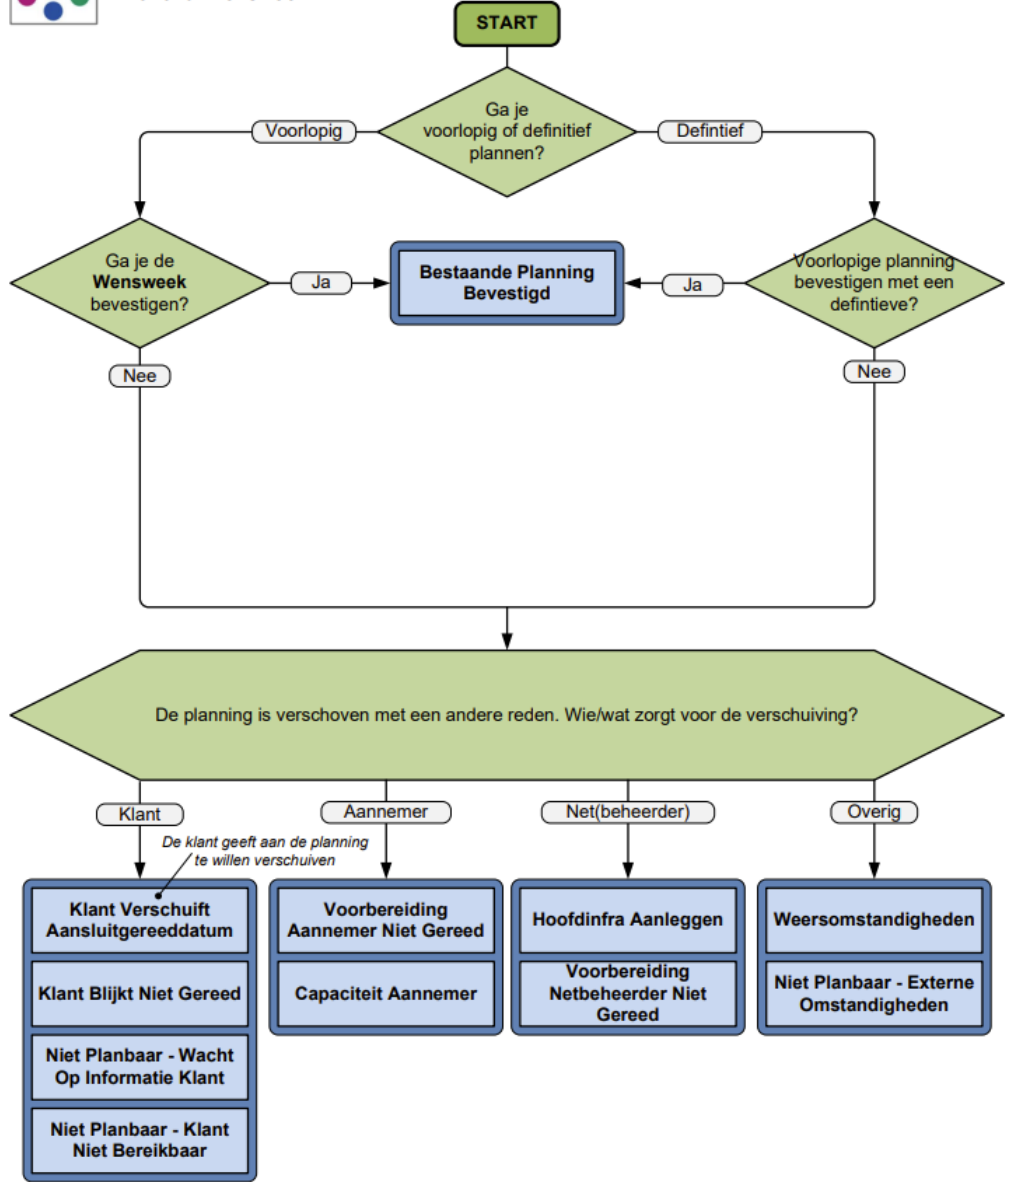 START
Ga je
voorlopig of definitief
plannen?
Voorlopig
Defintief
Ga je de
Wensweek
bevestigen?
Ja
Bestaande Planning
Bevestigd
Ja
Voorlopige planning
bevestigen met een
defintieve?
Nee
Nee
De planning is verschoven met een andere reden. Wie/wat zorgt voor de verschuiving?
Klant
Aannemer
Net(beheerder)
Overig
De klant geeft aan de planning
te willen verschuiven
Klant Verschuift
Aansluitgereeddatum
Klant Blijkt Niet Gereed
Niet Planbaar - Wacht
Op Informatie Klant
Niet Planbaar - Klant
Niet Bereikbaar
Voorbereiding
Aannemer Niet Gereed
Capaciteit Aannemer
Hoofdinfra Aanleggen
Voorbereiding
Netbeheerder Niet
Gereed
Weersomstandigheden
Niet Planbaar - Externe
Omstandigheden